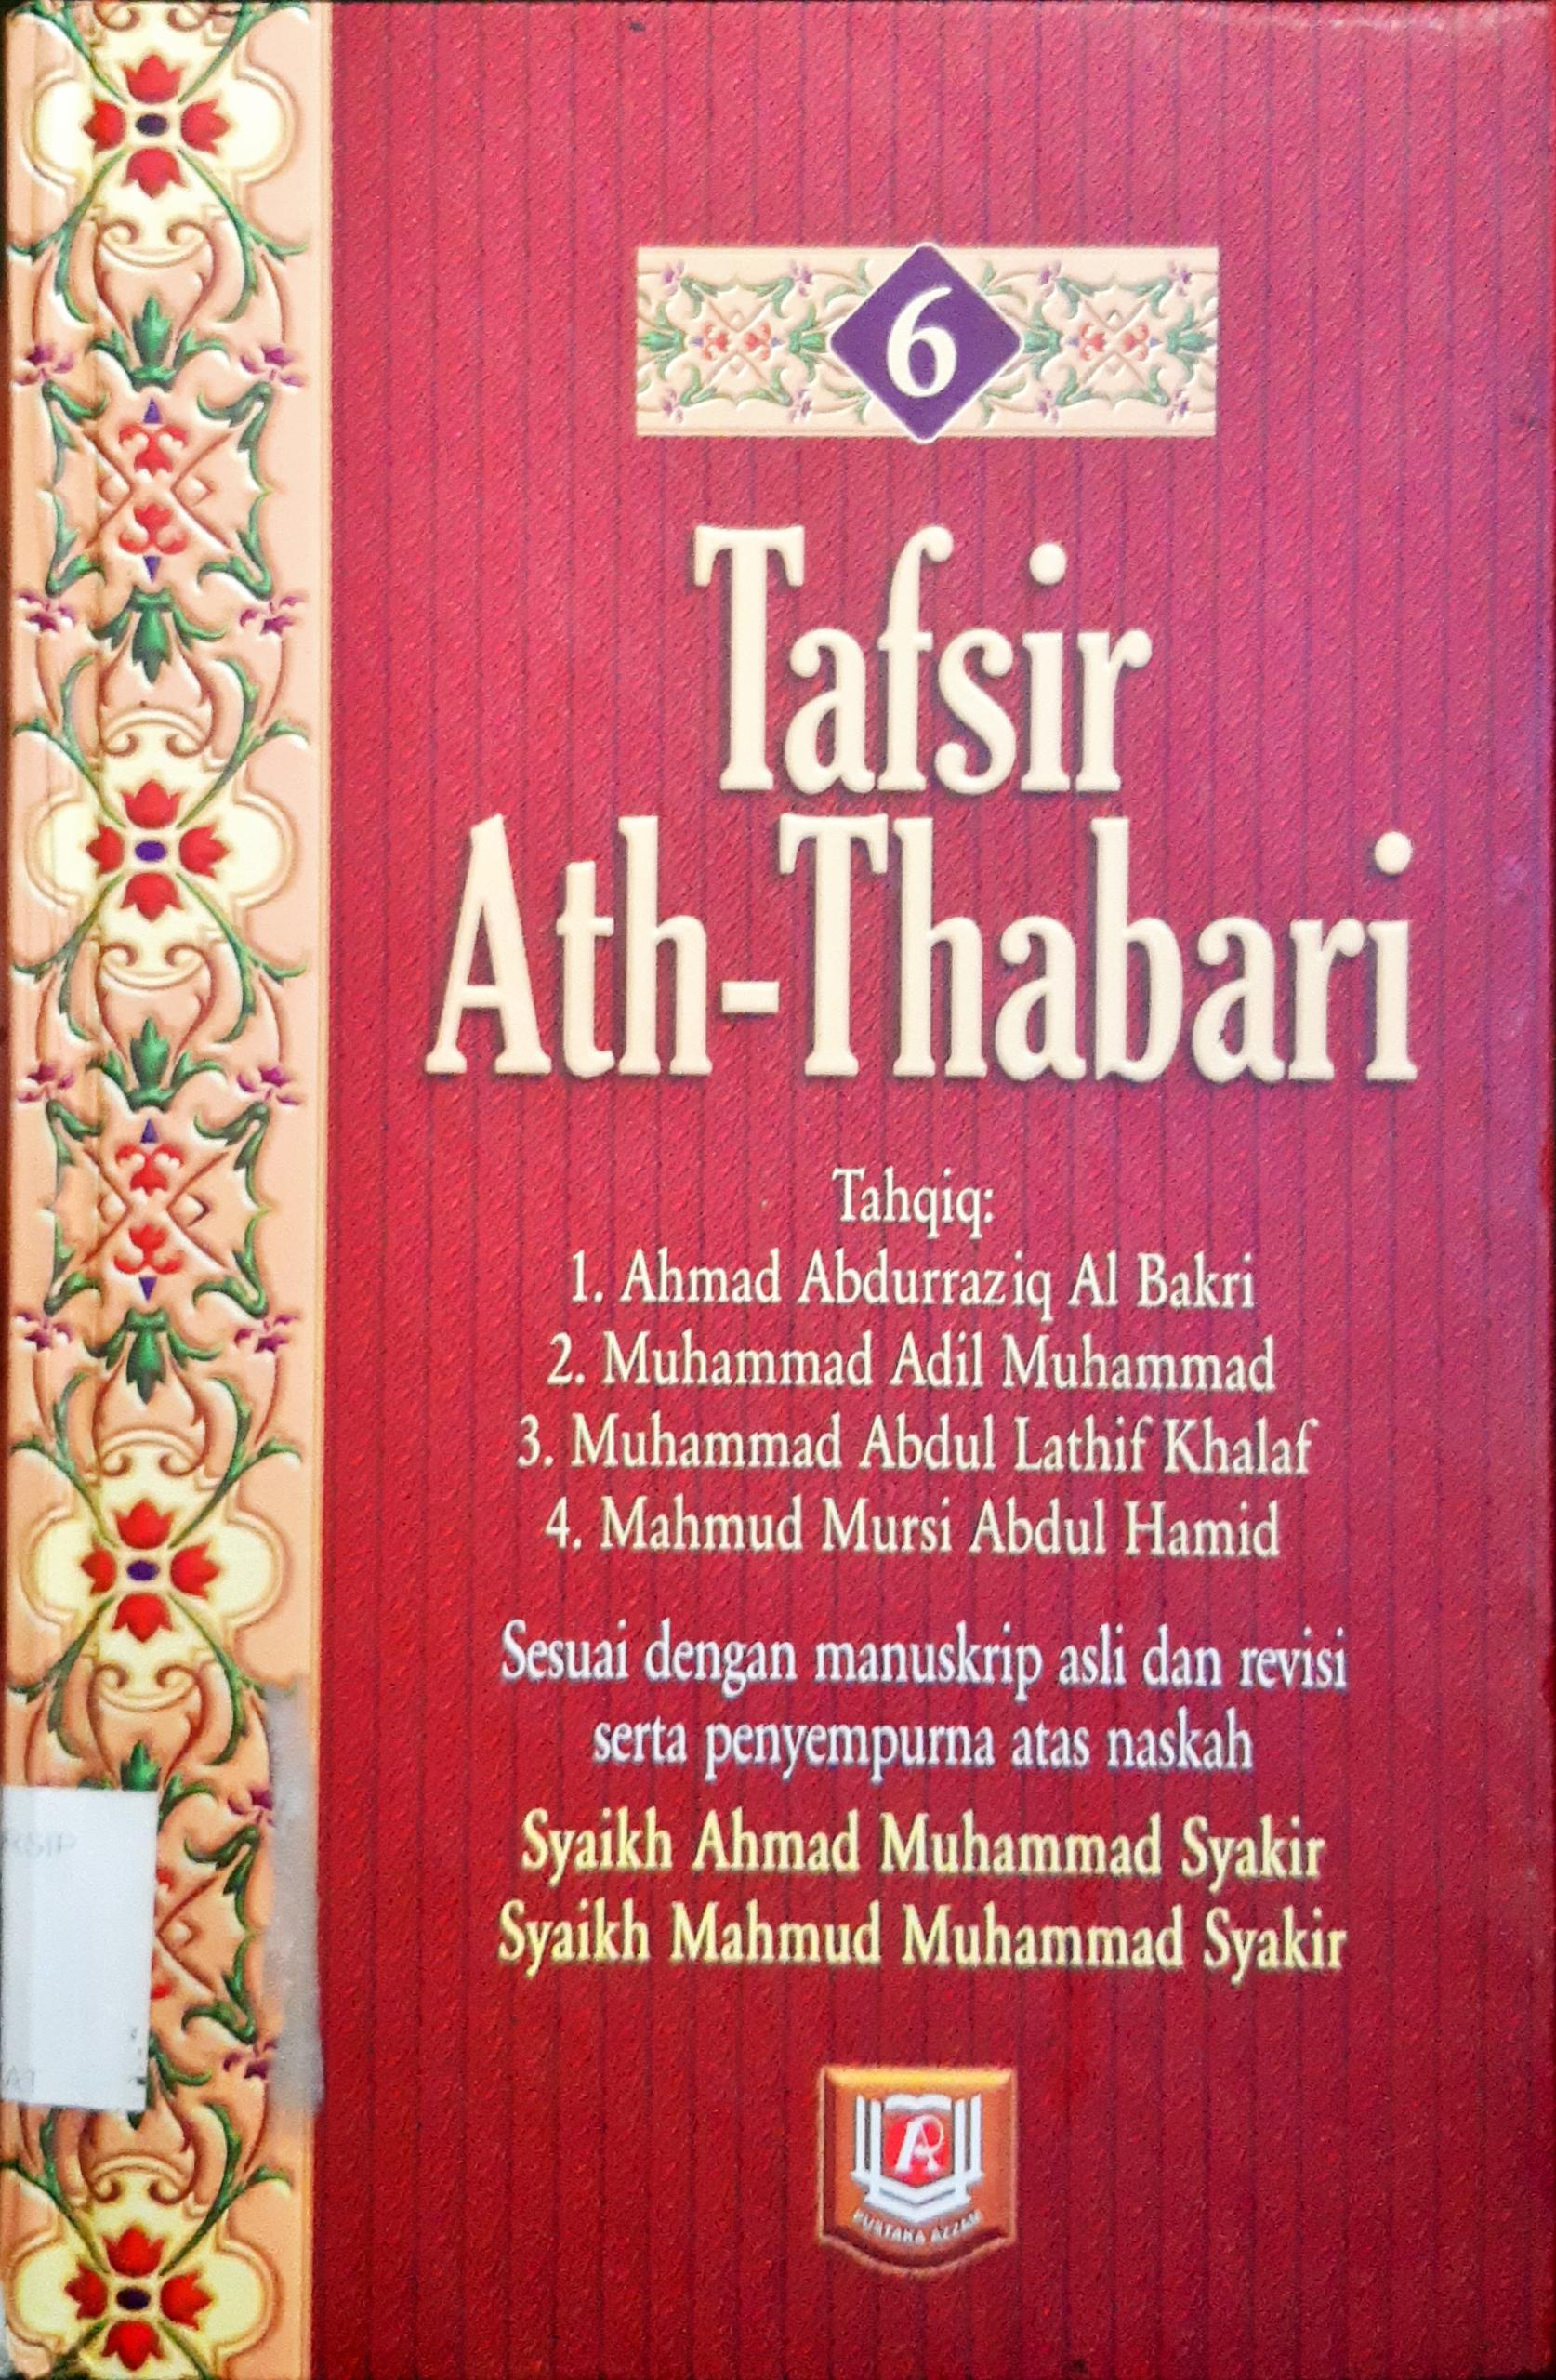 6
Tafsir
Ath-Thabari
Tahqiq:
1. Ahmad Abdurraziq Al Bakri
2. Muhammad Adil Muhammad
3. Muhammad Abdul Lathif Khalaf
4. Mahmud Mursi Abdul Hamid
Sesuai dengan manuskrip asli dan revisi
serta penyempurna atas naskah
Syaikh Ahmad Muhammad Syakir
Syaikh Mahmud Muhammad Syakir
PUSTAKA AZZAM